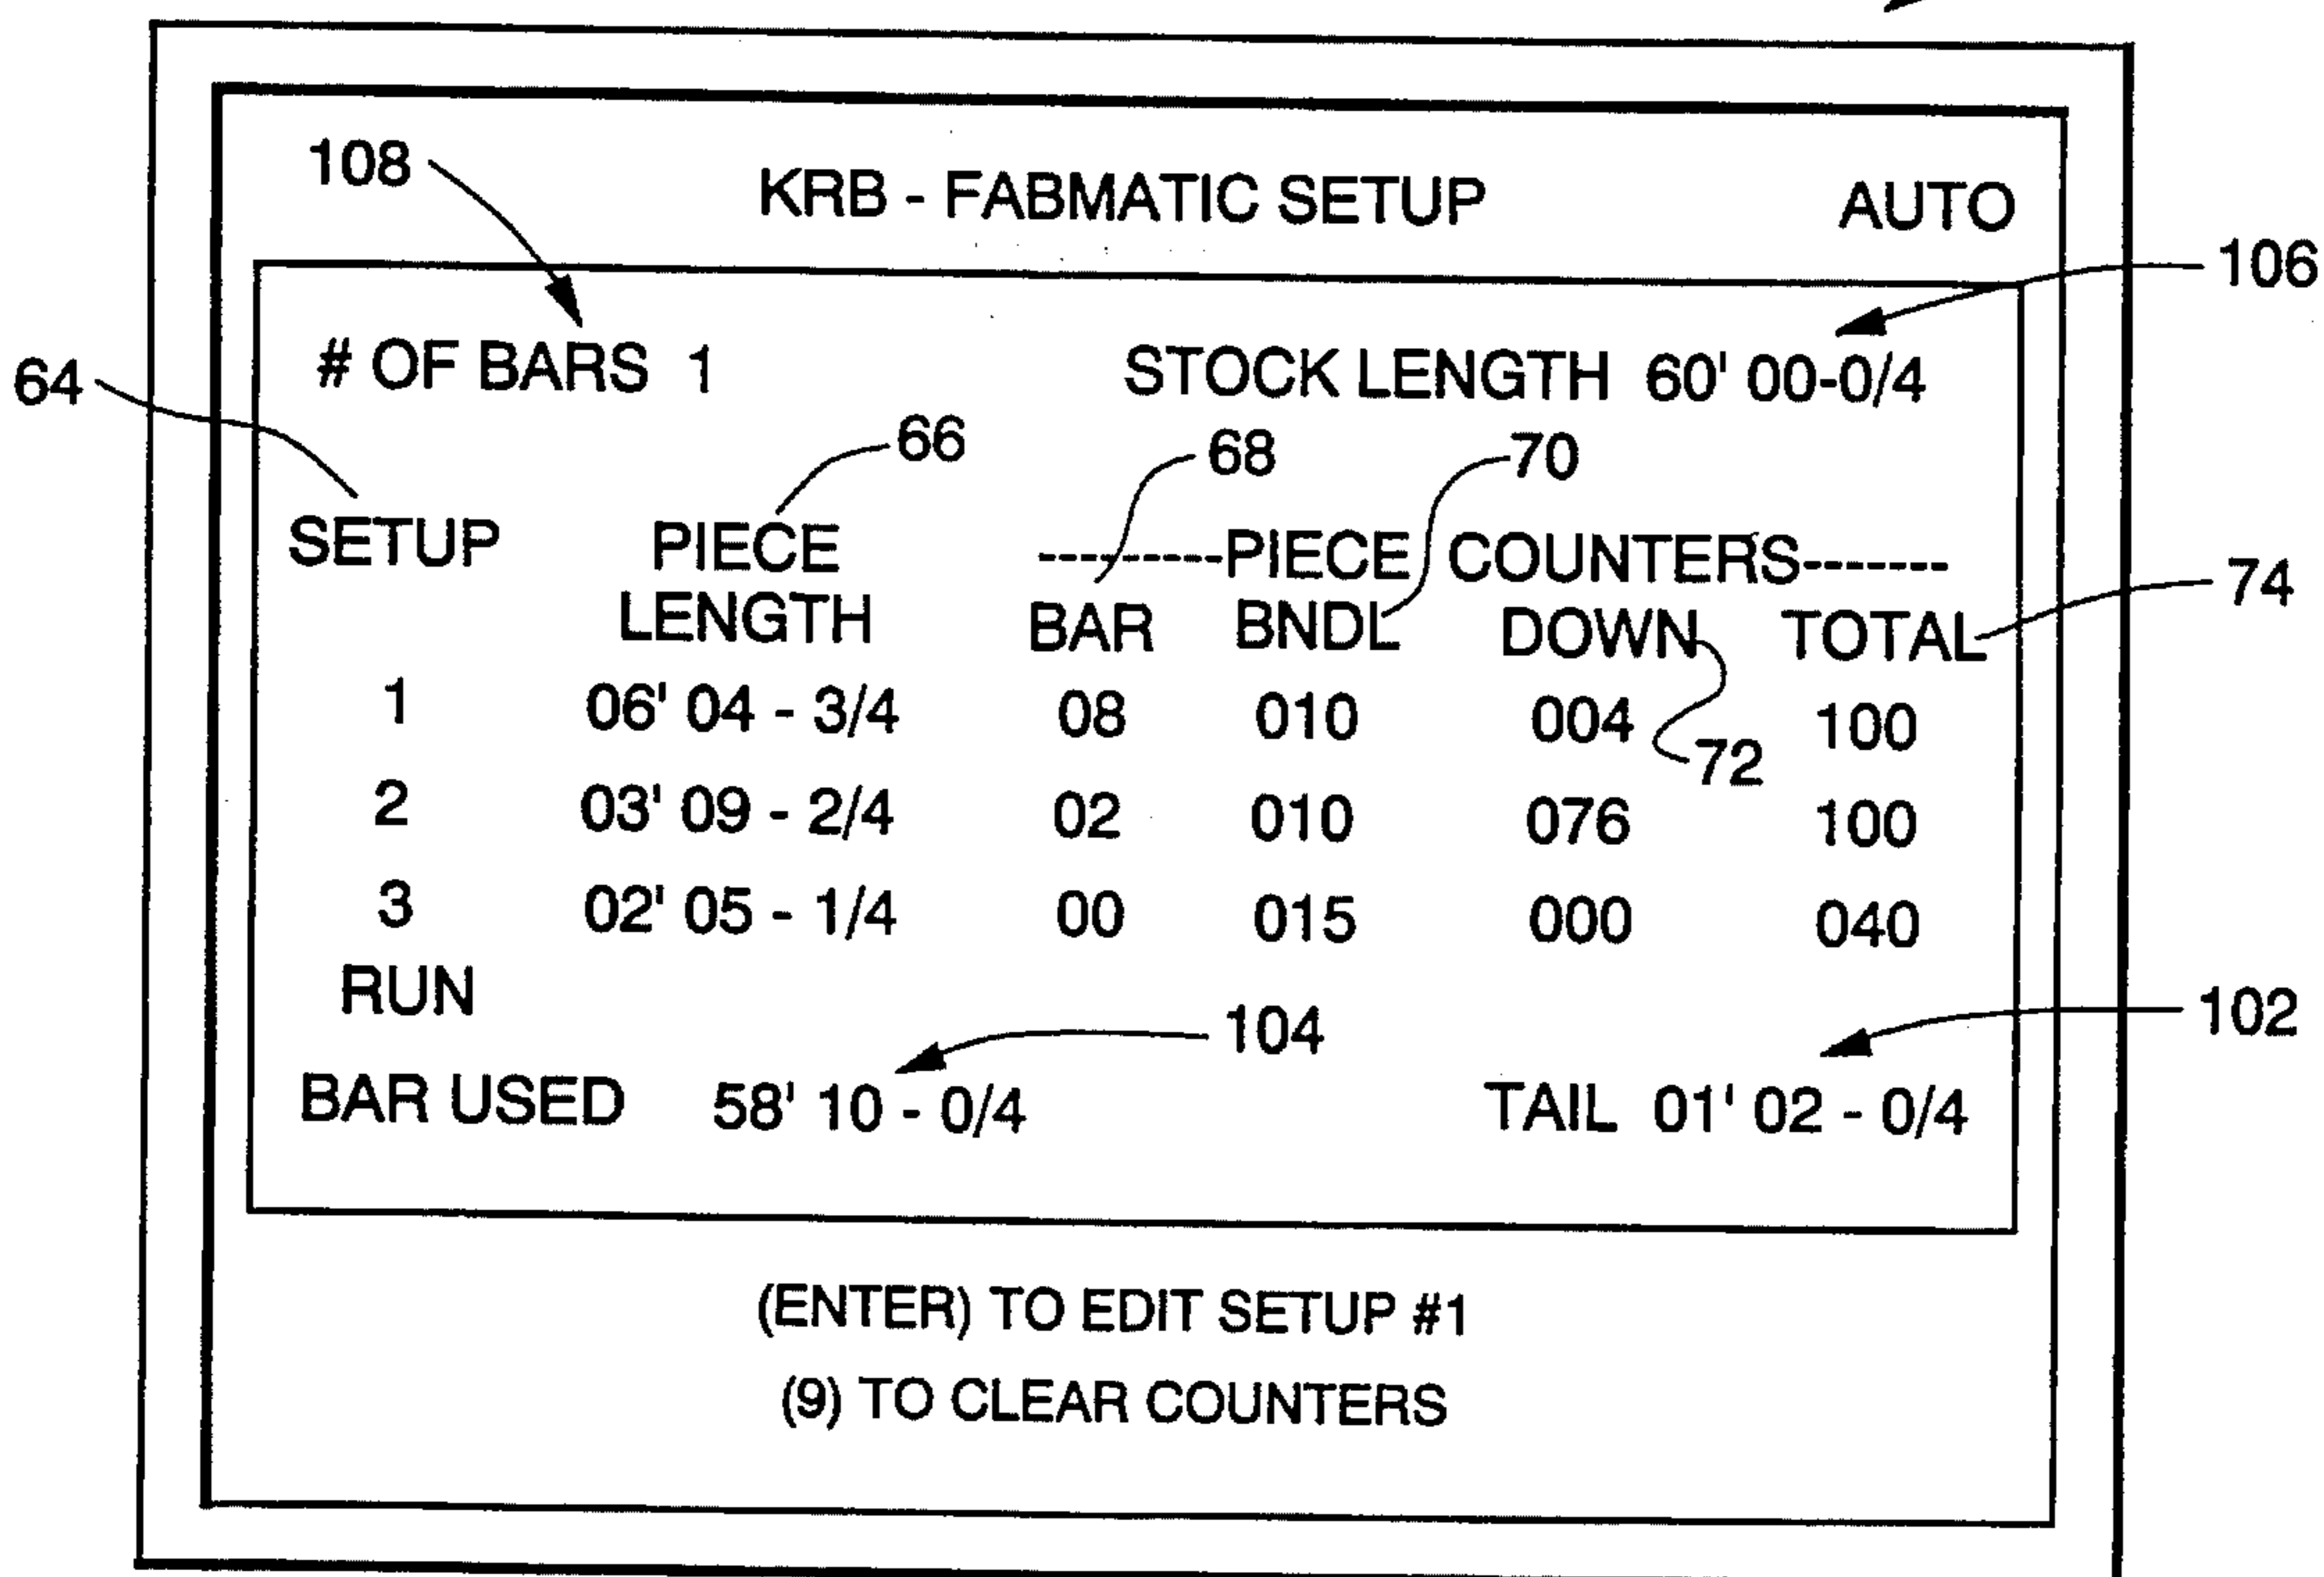 KRB - FABMATIC SETUP AUTO
108
106
# OF BARS 1 STOCK LENGTH 60' 00-0/4
64
66 68 70
SETUP PIECE ---------PIECE COUNTERS-------
LENGTH BAR BNDL DOWN TOTAL
74
1 06' 04 - 3/4 08 010 004 100
72
2 03' 09 - 2/4 02 010 076 100
3 02' 05 - 1/4 00 015 000 040
RUN
104
102
BAR USED 58' 10 - 0/4 TAIL 01' 02 - 0/4
(ENTER) TO EDIT SETUP #1
(9) TO CLEAR COUNTERS